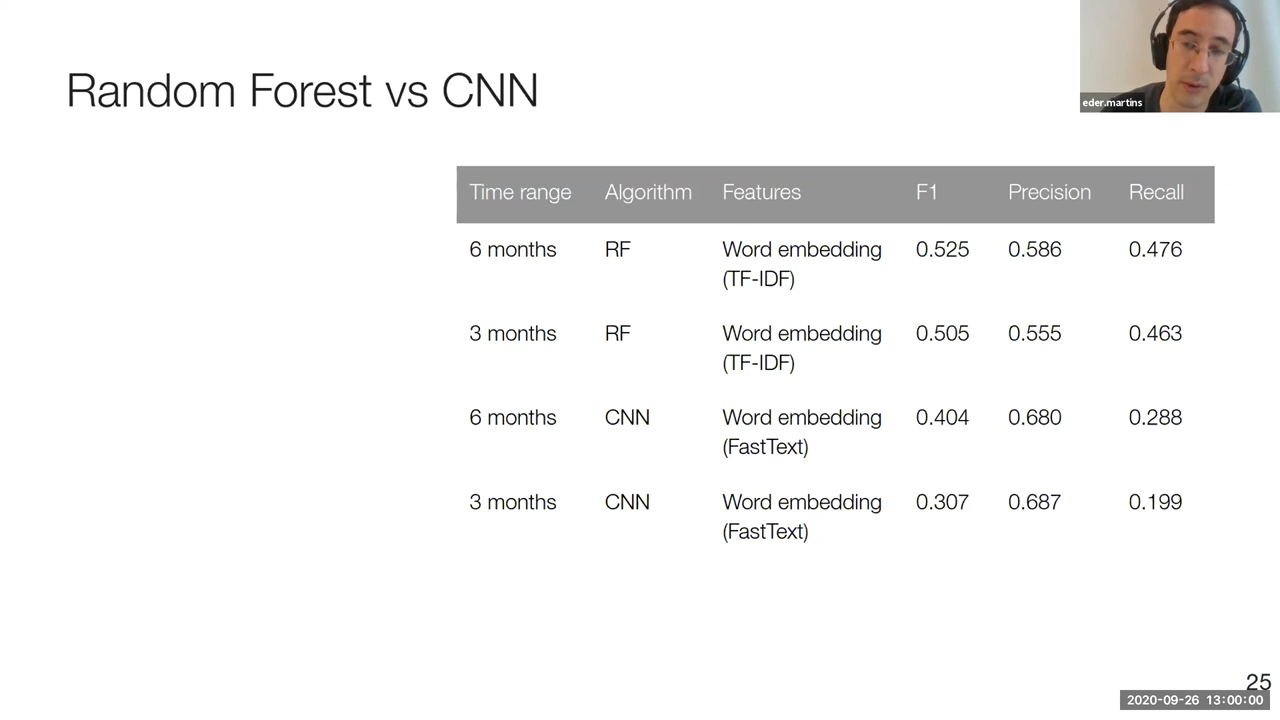 Random Forest vs CNN
eder.martins
Time range Algorithm Features F1 Precision Recall
6 months RF Word embedding 0.525 0.586 0.476
(TF-IDF)
3 months RF Word embedding 0.505 0.555 0.463
(TF-IDF)
6 months CNN Word embedding 0.404 0.680 0.288
(FastText)
3 months CNN Word embedding 0.307 0.687 0.199
(FastText)
25
2020-09-26 13:00:00